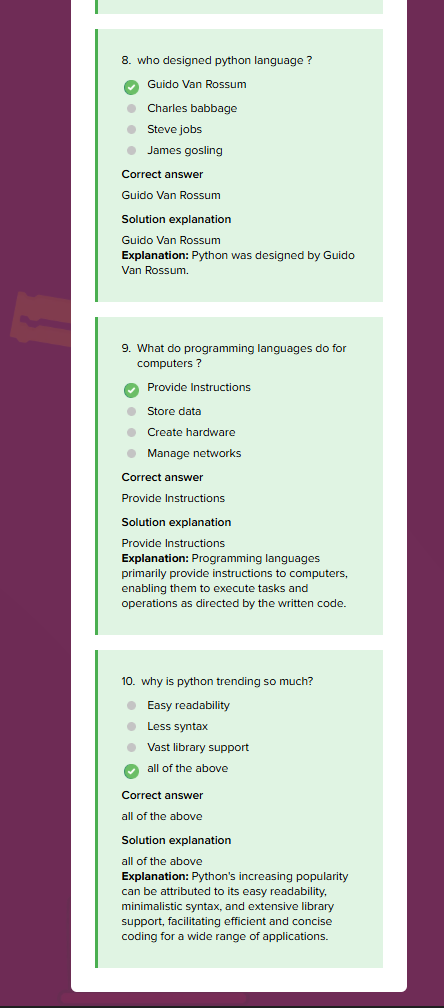 8. who designed python language ?
Guido Van Rossum
Charles babbage
Steve jobs
James gosling
Correct answer
Guido Van Rossum
Solution explanation
Guido Van Rossum
Explanation: Python was designed by Guido
Van Rossum.
9. What do programming languages do for
computers ?
Provide Instructions
Store data
Create hardware
Manage networks
Correct answer
Provide Instructions
Solution explanation
Provide Instructions
Explanation: Programming languages
primarily provide instructions to computers,
enabling them to execute tasks and
operations as directed by the written code.
10. why is python trending so much?
Easy readability
Less syntax
Vast library support
all of the above
Correct answer
all of the above
Solution explanation
all of the above
Explanation: Python's increasing popularity
can be attributed to its easy readability,
minimalistic syntax, and extensive library
support, facilitating efficient and concise
coding for a wide range of applications.